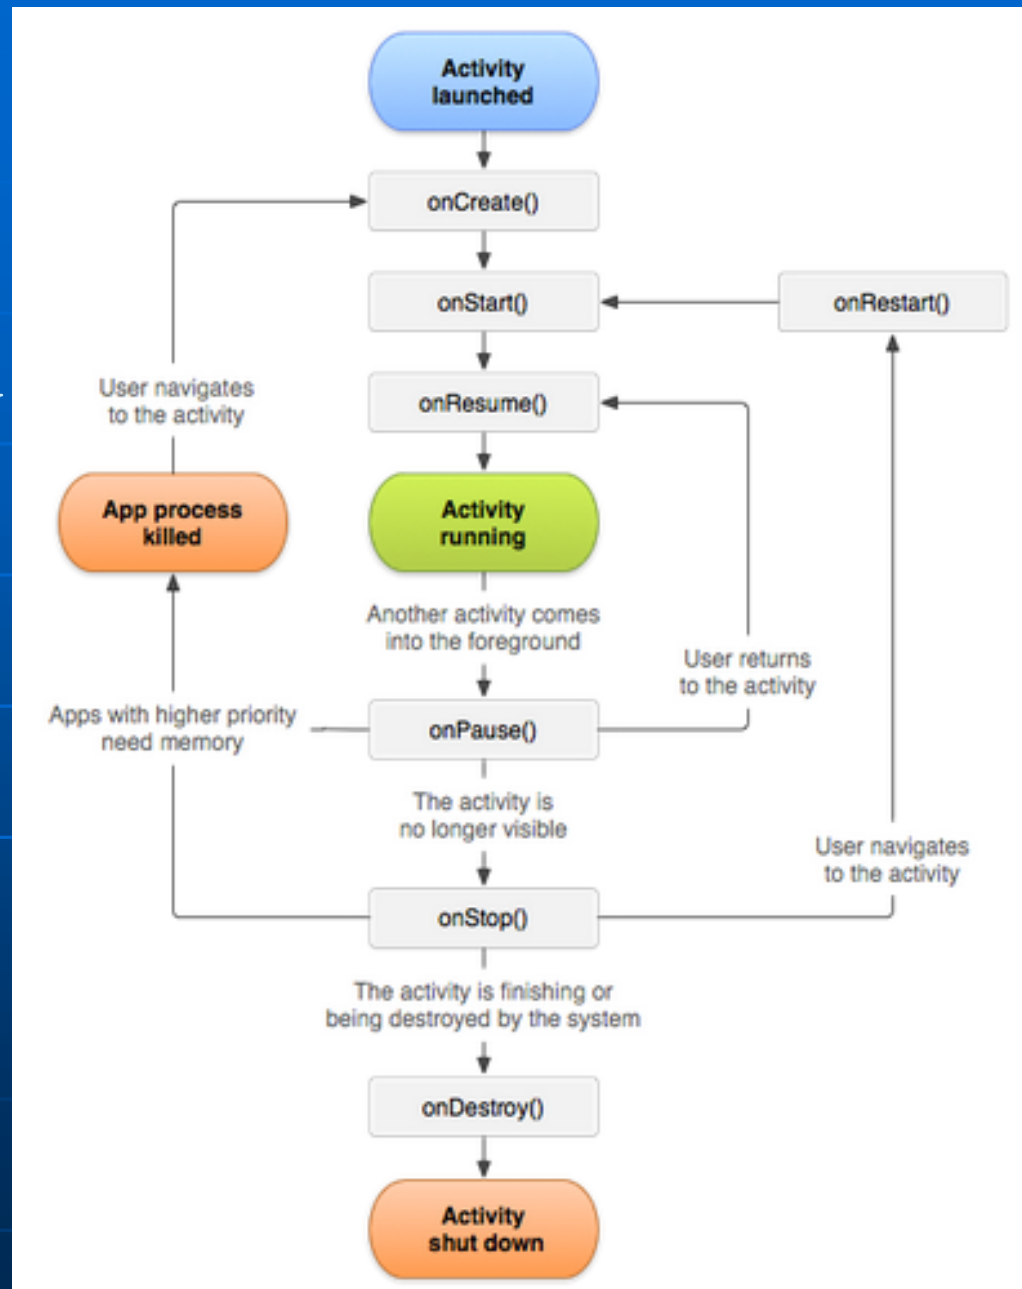 Activity
launched
onCreate()
onStart()
onRestart()
User navigates
to the activity
onResume()
App process
killed
Activity
running
Another activity comes
into the foreground
User returns
to the activity
Apps with higher priority
need memory
onPause()
The activity is
no longer visible
User navigates
to the activity
onStop()
The activity is finishing or
being destroyed by the system
onDestroy()
Activity
shut down